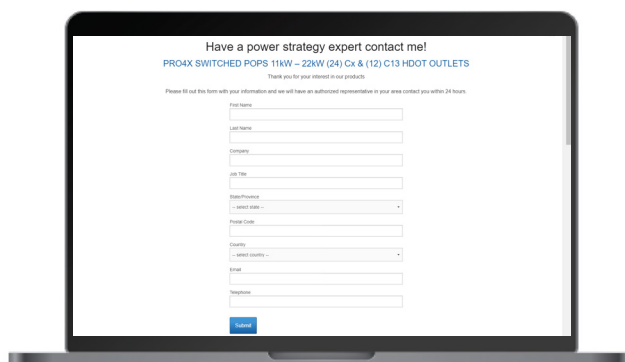 Have a power strategy expert contact me!
PRO4X SWITCHED POPS 11kW – 22kW (24) Cx & (12) C13 HDOT OUTLETS
Thank you for your interest in our products
Please fill out this form with your information and we will have an authorized representative in your area contact you within 24 hours.
First Name
Last Name
Company
Job Title
State/Province
-- select state --
Postal Code
Country
-- select country --
Email
Telephone
Submit